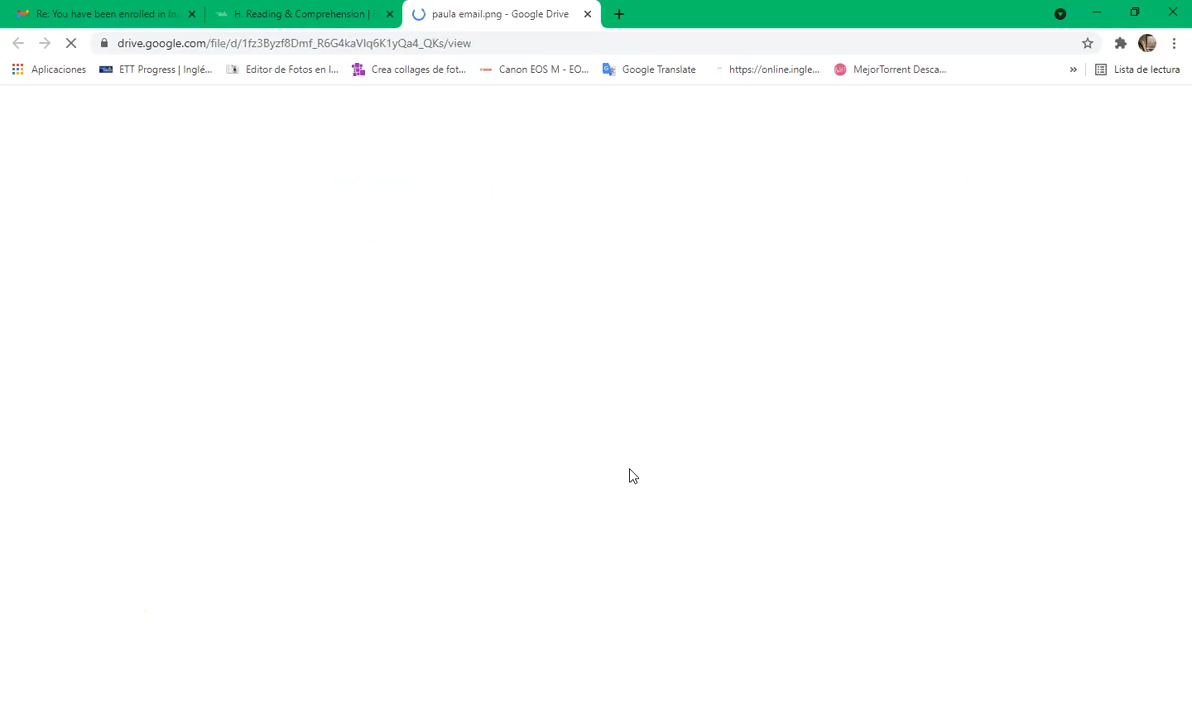 Re: You have been enrolled in In
H. Reading & Comprehension |
paula email.png - Google Drive
drive.google.com/file/d/1fz3Byzf8Dmf_R6G4kaVlq6K1yQa4_QKs/view
Aplicaciones ETT Progress | Inglé... Editor de Fotos en l... Crea collages de fot... Canon EOS M - EO... Google Translate https://online.ingle... MejorTorrent Desca... » Lista de lectura